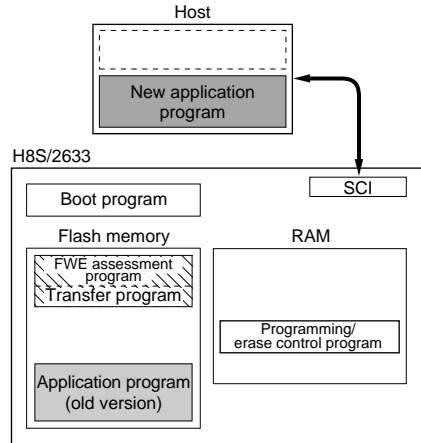 Host
New application
program
H8S/2633
SCI
Boot program
Flash memory
RAM
FWE assessment
program
Transfer program
Programming/
erase control program
Application program
(old version)